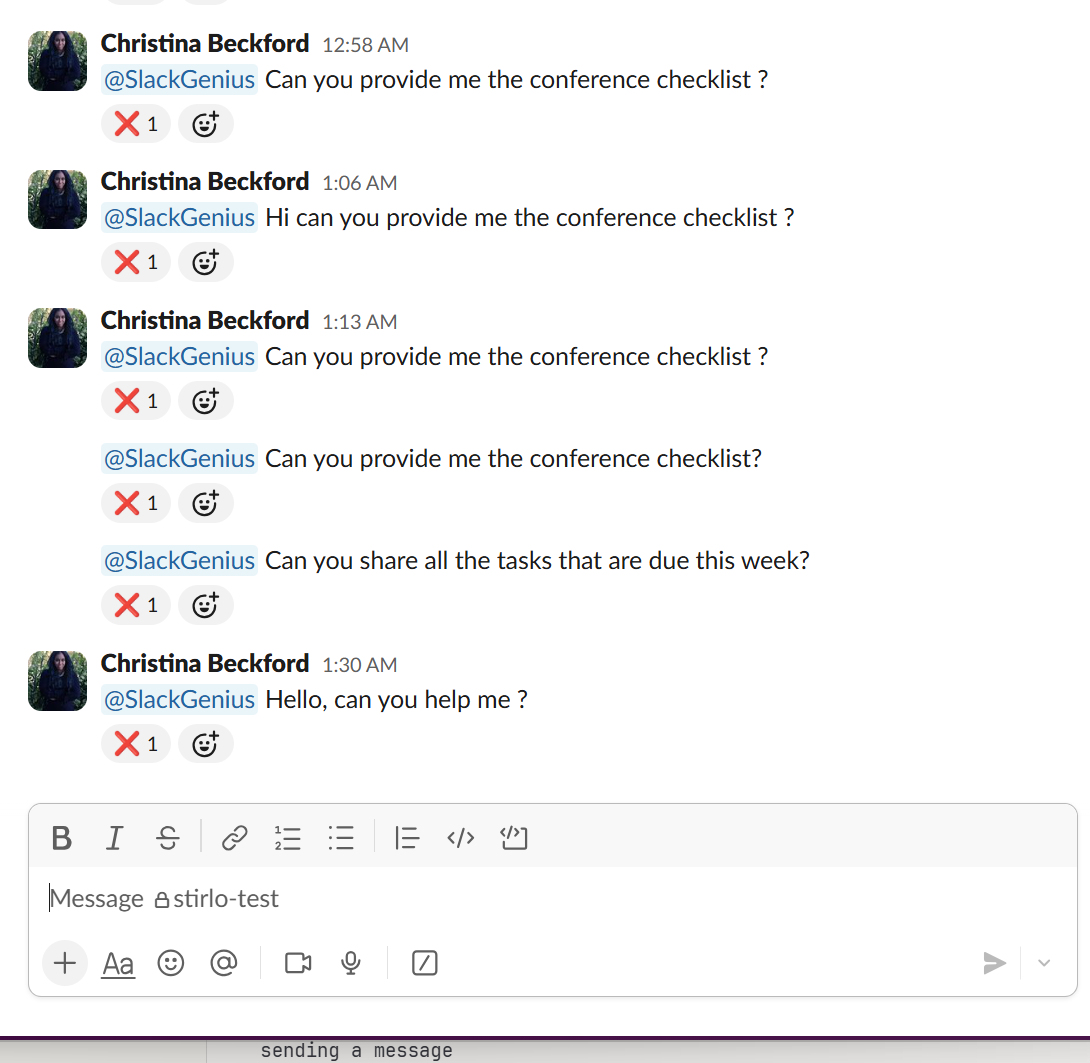 Christina Beckford 12:58 AM
@SlackGenius Can you provide me the conference checklist ?
1
Christina Beckford 1:06 AM
@SlackGenius Hi can you provide me the conference checklist ?
1
Christina Beckford 1:13 AM
@SlackGenius Can you provide me the conference checklist ?
1
@SlackGenius Can you provide me the conference checklist?
1
@SlackGenius Can you share all the tasks that are due this week?
1
Christina Beckford 1:30 AM
@SlackGenius Hello, can you help me ?
1
B I S
Message stirlo-test
Aa @
sending a message